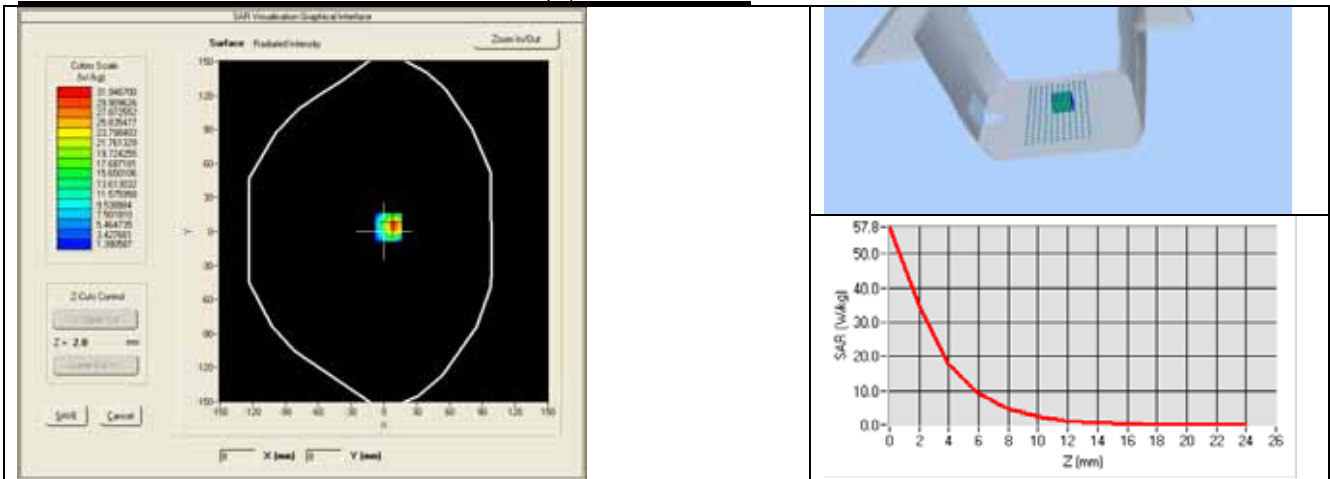 SAR Visualisation Graphical Interface
Surface Radiated Intensity
Zoom In/Out
Colors Scale
(W/kg)
31.946700
29.909626
27.872552
25.835477
23.798403
21.761329
19.724255
17.687181
15.650106
13.613032
11.575958
9.538884
7.501810
5.464735
3.427661
1.390587
150-
120-
90-
60-
30-
0-
-30-
-60-
-90-
-120-
-150-
Y
-150 -120 -90 -60 -30 0 30 60 90 120 150
X
Z-Cuts Control
Z = 2.0 mm
SAVE Cancel
0 X (mm) 0 Y (mm)
57.8-
50.0-
40.0-
30.0-
20.0-
10.0-
0.0-
SAR (W/kg)
0 2 4 6 8 10 12 14 16 18 20 22 24 26
Z (mm)